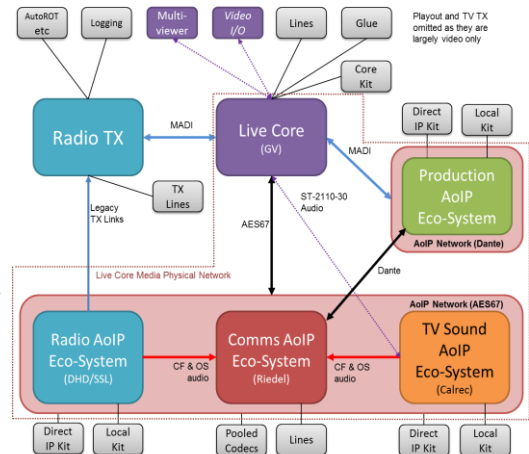 AutoROT
etc
Logging
Multi-
viewer
Video
I/O
Lines
Glue
Playout and TV TX
omitted as they are
largely video only
Core
Kit
Direct
IP Kit
Local
Kit
Radio TX
MADI
Live Core
(GV)
MADI
Production
AoIP
Eco-System
AoIP Network (Dante)
TX
Lines
Legacy
TX Links
AES67
ST-2110-30
Audio
Dante
Live Core Media Physical Network
AoIP Network (AES67)
Radio AoIP
Eco-System
(DHD/SSL)
CF & OS
audio
Comms AoIP
Eco-System
(Riedel)
CF & OS
audio
TV Sound
AoIP
Eco-System
(Calrec)
Direct
IP Kit
Local
Kit
Pooled
Codecs
Lines
Direct
IP Kit
Local
Kit